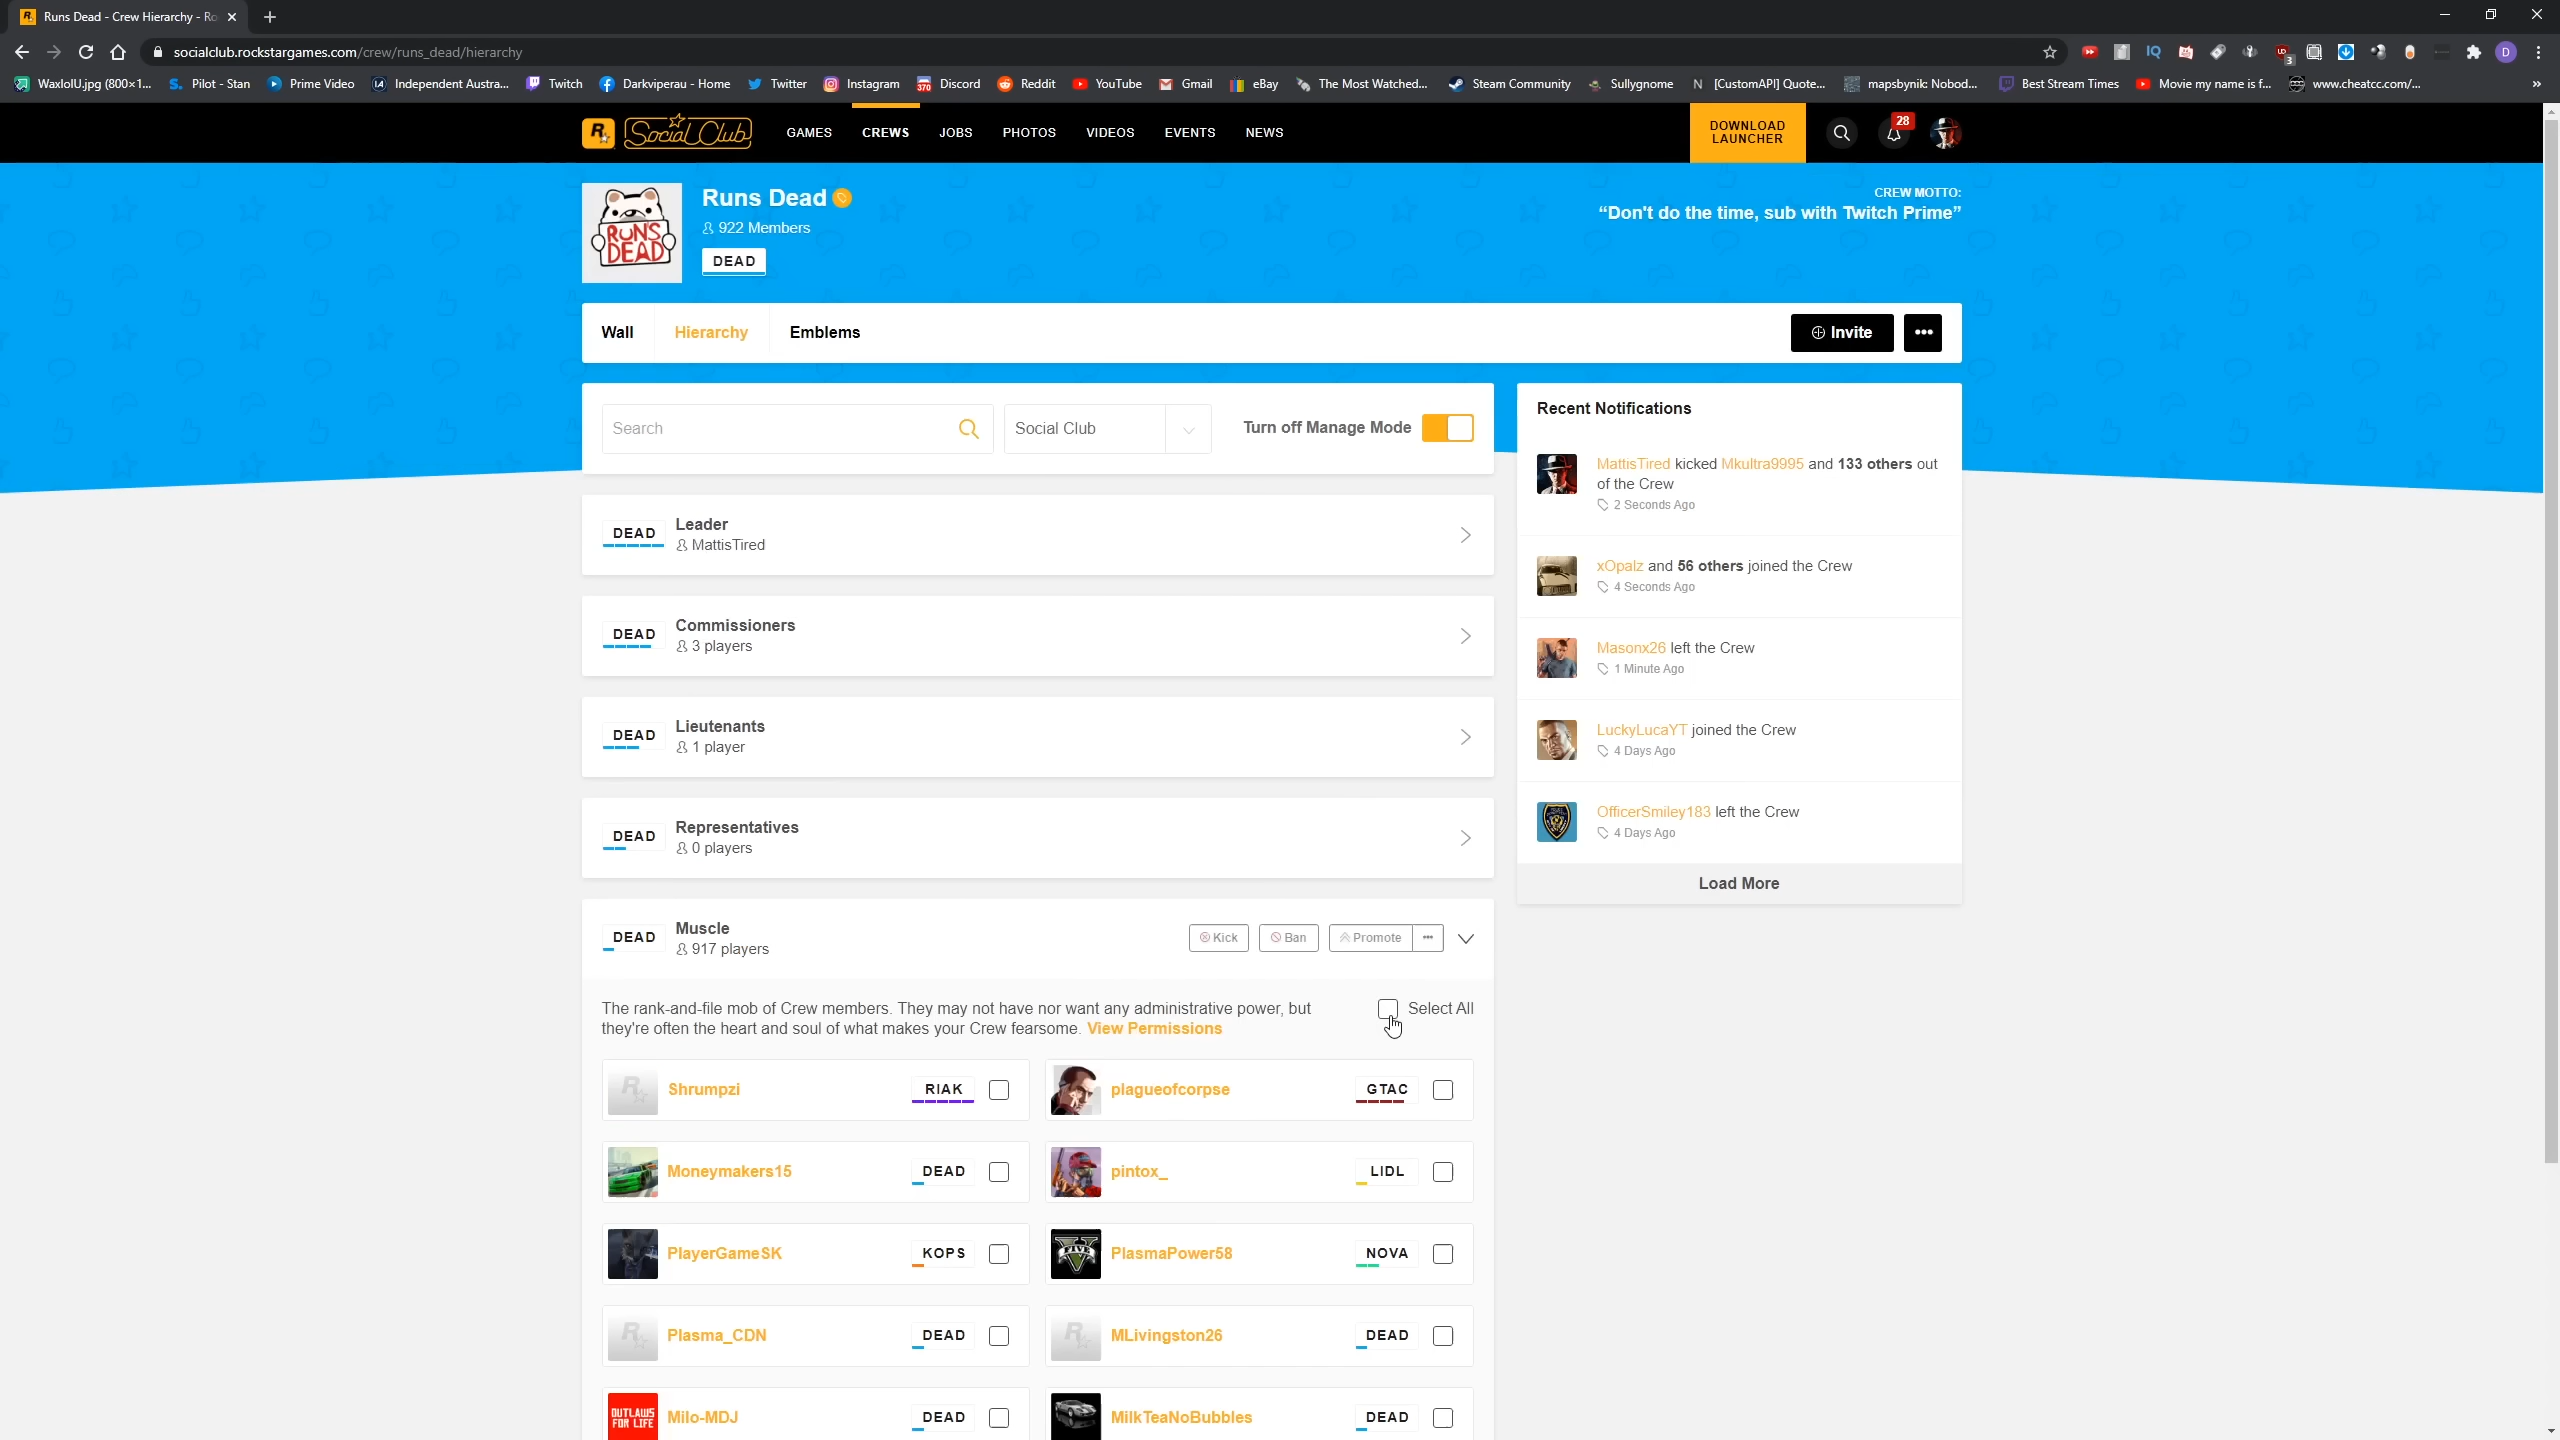 Runs Dead - Crew Hierarchy - Ro
socialclub.rockstargames.com/crew/runs_dead/hierarchy
3
D
WaxloIU.jpg (800×1...
Pilot - Stan
Prime Video
Independent Austra...
Twitch
Darkviperau - Home
Twitter
Instagram
370
Discord
Reddit
YouTube
Gmail
eBay
The Most Watched...
Steam Community
Sullygnome
[CustomAPI] Quote...
mapsbynik: Nobod...
Best Stream Times
Movie my name is f...
www.cheatcc.com/...
R Social Club
GAMES
CREWS
JOBS
PHOTOS
VIDEOS
EVENTS
NEWS
DOWNLOAD
LAUNCHER
28
RUNS
DEAD
Runs Dead
922 Members
DEAD
CREW MOTTO:
“Don't do the time, sub with Twitch Prime”
Wall
Hierarchy
Emblems
Invite
Search
Social Club
Turn off Manage Mode
DEAD
Leader
MattisTired
DEAD
Commissioners
3 players
DEAD
Lieutenants
1 player
DEAD
Representatives
0 players
DEAD
Muscle
917 players
Kick
Ban
Promote
The rank-and-file mob of Crew members. They may not have nor want any administrative power, but
they're often the heart and soul of what makes your Crew fearsome. View Permissions
Select All
Shrumpzi
RIAK
plagueofcorpse
GTAC
Moneymakers15
DEAD
pintox_
LIDL
PlayerGameSK
KOPS
FIVE
PlasmaPower58
NOVA
Plasma_CDN
DEAD
MLivingston26
DEAD
OUTLAWS
FOR LIFE
Milo-MDJ
DEAD
MilkTeaNoBubbles
DEAD
Recent Notifications
MattisTired kicked Mkultra9995 and 133 others out
of the Crew
2 Seconds Ago
xOpalz and 56 others joined the Crew
4 Seconds Ago
Masonx26 left the Crew
1 Minute Ago
LuckyLucaYT joined the Crew
4 Days Ago
OfficerSmiley183 left the Crew
4 Days Ago
Load More